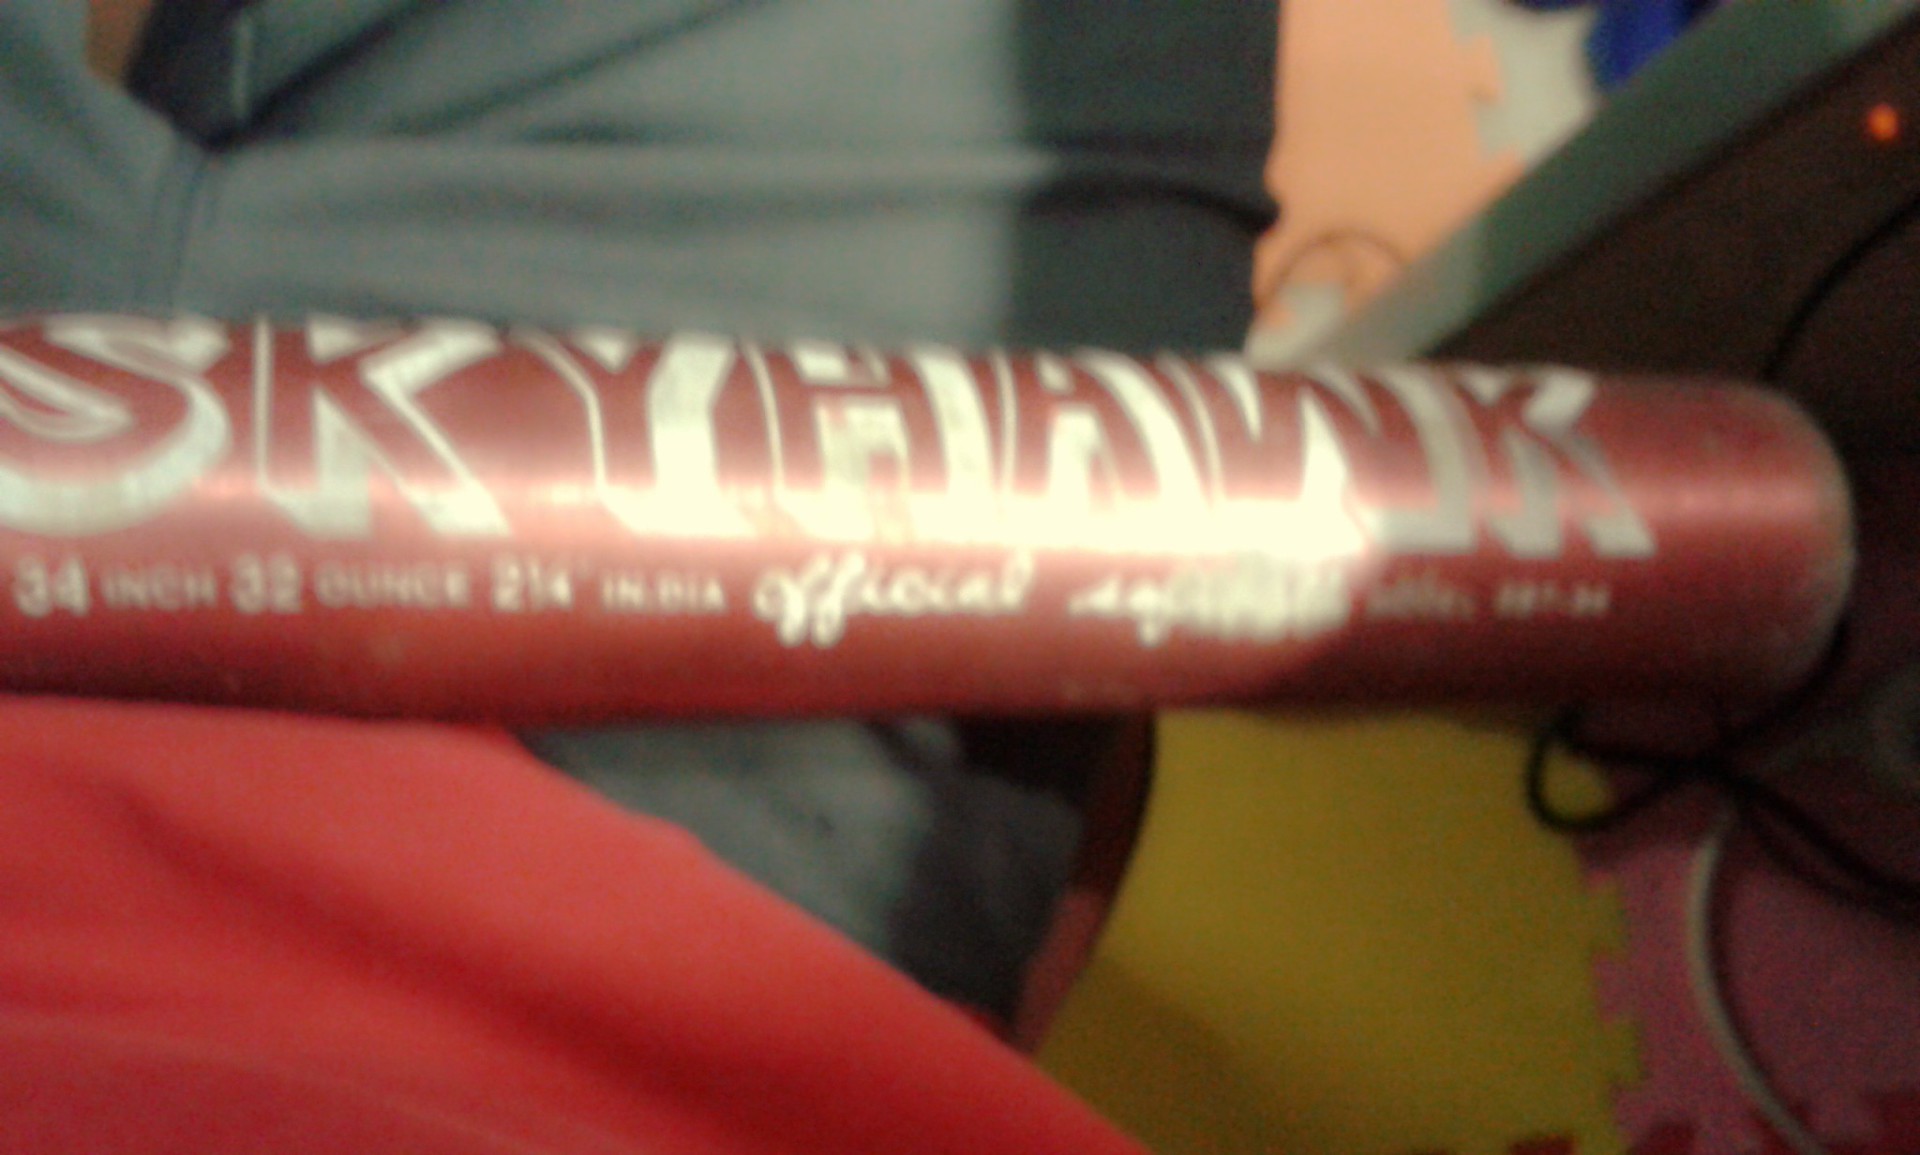 SKYHAWK
34 INCH 32 OUNCE 2¼" IN.DIA official